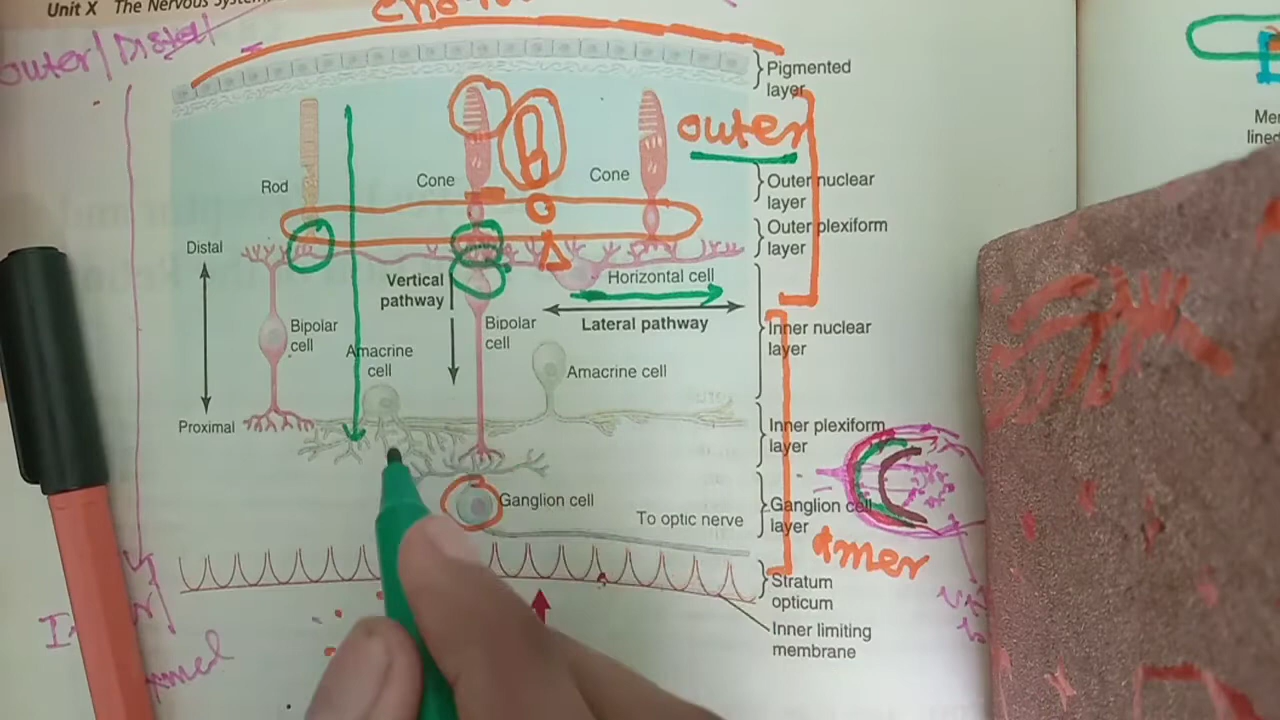 Unit X The Nervous
outer/Distal
Pigmented
layer
outer
Rod
Cone
Cone
Outer nuclear
layer
Outer plexiform
layer
Distal
Vertical
pathway
Horizontal cell
Lateral pathway
Bipolar
cell
Bipolar
cell
Inner nuclear
layer
Amacrine
cell
Amacrine cell
Proximal
Inner plexiform
layer
Ganglion cell
Ganglion cell
layer
To optic nerve
Stratum
opticum
Inner limiting
membrane
lined